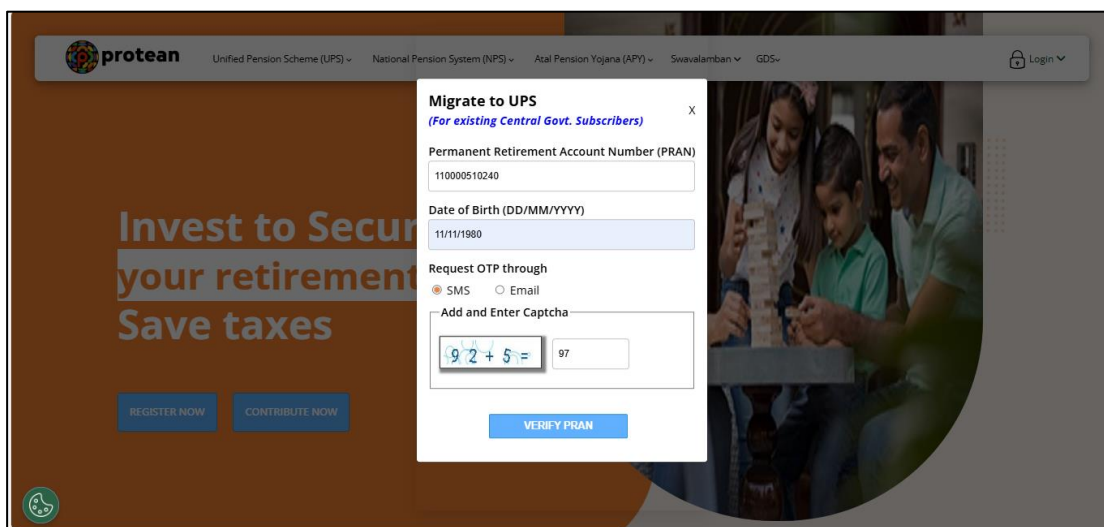 protean
Unified Pension Scheme (UPS) National Pension System (NPS) Atal Pension Yojana (APY) Swavalamban GDS Login
Invest to Secur
your retirement
Save taxes
REGISTER NOW CONTRIBUTE NOW
Migrate to UPS
X
(For existing Central Govt. Subscribers)
Permanent Retirement Account Number (PRAN)
110000510240
Date of Birth (DD/MM/YYYY)
11/11/1980
Request OTP through
SMS Email
Add and Enter Captcha
92 + 5 = 97
VERIFY PRAN